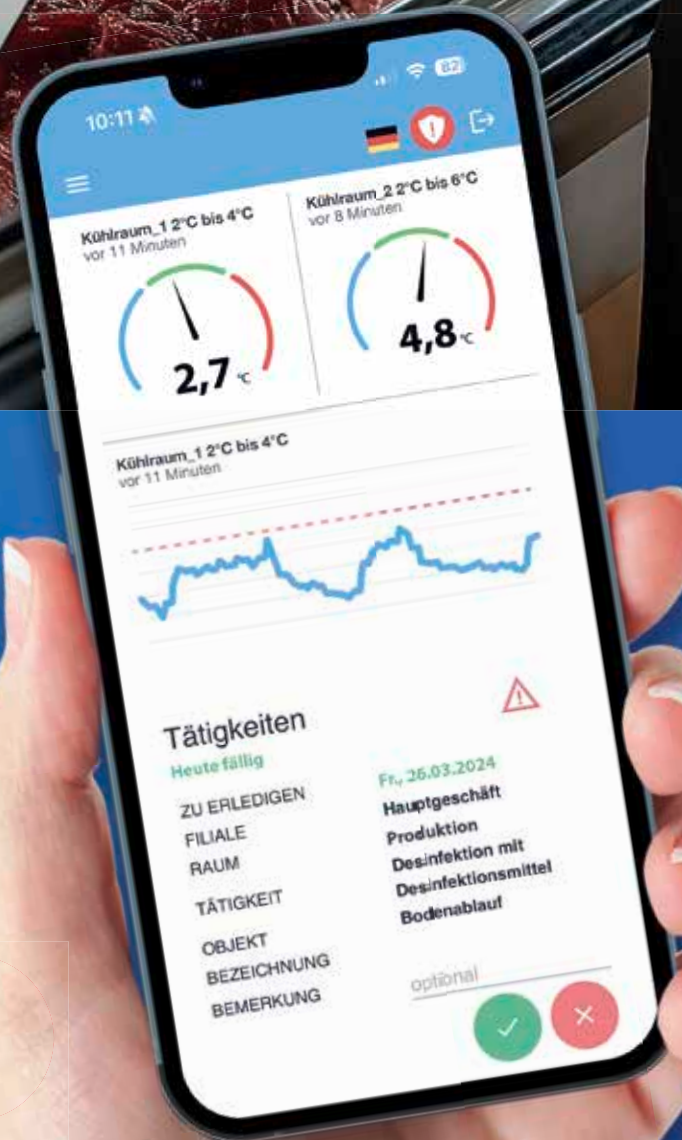 10:11
82
Kühlraum_1 2°C bis 4°C
vor 11 Minuten
2,7 °C
Kühlraum_2 2°C bis 6°C
vor 8 Minuten
4,8 °C
Kühlraum_1 2°C bis 4°C
vor 11 Minuten
Tätigkeiten
Heute fällig
ZU ERLEDIGEN Fr., 26.03.2024
FILIALE Hauptgeschäft
RAUM Produktion
TÄTIGKEIT Desinfektion mit
Desinfektionsmittel
OBJEKT Bodenablauf
BEZEICHNUNG
BEMERKUNG optional